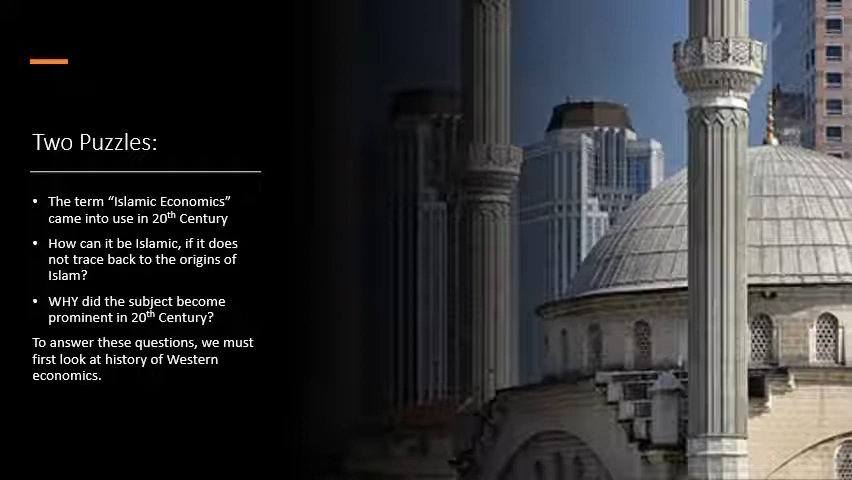 Two Puzzles:
• The term “Islamic Economics”
came into use in 20th Century
• How can it be Islamic, if it does
not trace back to the origins of
Islam?
• WHY did the subject become
prominent in 20th Century?
To answer these questions, we must
first look at history of Western
economics.